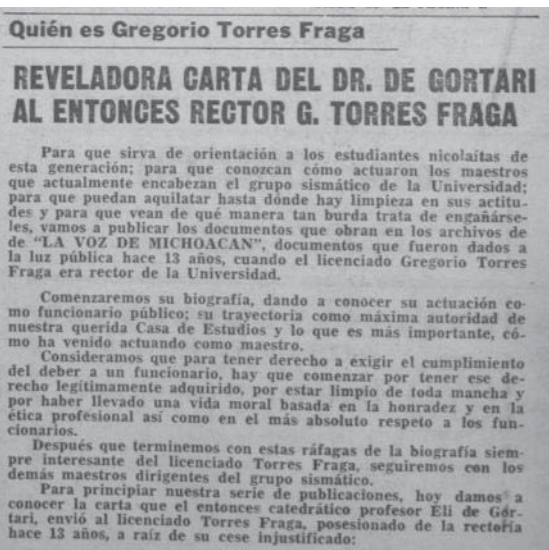 Quién es Gregorio Torres Fraga
REVELADORA CARTA DEL DR. DE GORTARI
AL ENTONCES RECTOR G. TORRES FRAGA
Para que sirva de orientación a los estudiantes nicolaítas de
esta generación; para que conozcan cómo actuaron los maestros
que actualmente encabezan el grupo sismático de la Universidad;
para que puedan aquilatar hasta dónde hay limpieza en sus actitu-
des y para que vean de qué manera tan burda trata de engañárse-
les, vamos a publicar los documentos que obran en los archivos de
de "LA VOZ DE MICHOACAN", documentos que fueron dados a
la luz pública hace 13 años, cuando el licenciado Gregorio Torres
Fraga era rector de la Universidad.
Comenzaremos su biografía, dando a conocer su actuación co-
mo funcionario público; su trayectoria como máxima autoridad de
nuestra querida Casa de Estudios y lo que es más importante, có-
mo ha venido actuando como maestro.
Consideramos que para tener derecho a exigir el cumplimiento
del deber a un funcionario, hay que comenzar por tener ese de-
recho legítimamente adquirido, por estar limpio de toda mancha y
por haber llevado una vida moral basada en la honradez y en la
ética profesional así como en el más absoluto respeto a los fun-
cionarios.
Después que terminemos con estas ráfagas de la biografía siem-
pre interesante del licenciado Torres Fraga, seguiremos con los
demás maestros dirigentes del grupo sismático.
Para principiar nuestra serie de publicaciones, hoy damos a
conocer la carta que el entonces catedrático profesor Elí de Gor-
tari, envió al licenciado Torres Fraga, posesionado de la rectoría
hace 13 años, a raíz de su cese injustificado: